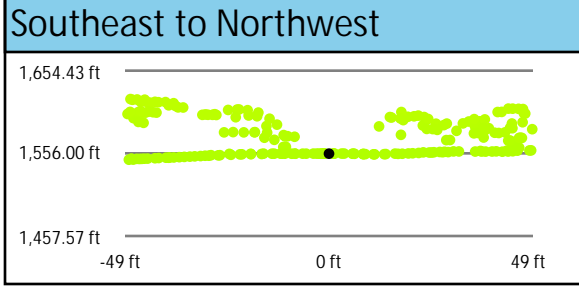 Southeast to Northwest
1,654.43 ft
1,556.00 ft
1,457.57 ft
-49 ft 0 ft 49 ft